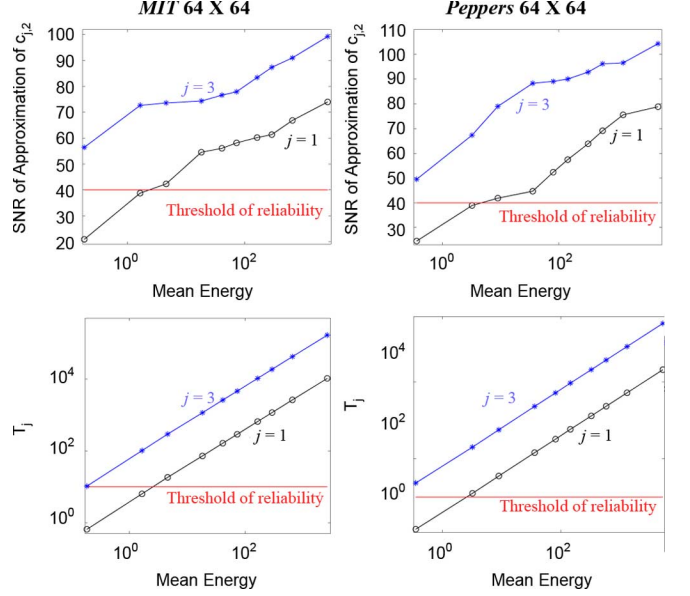 MIT 64 X 64
SNR of Approximation of c_{j,2}
100
90
80
70
60
50
40
30
20
j = 3
j = 1
Threshold of reliability
10^0
10^2
Mean Energy
Peppers 64 X 64
SNR of Approximation of c_{j,2}
110
100
90
80
70
60
50
40
30
j = 3
j = 1
Threshold of reliability
10^0
10^2
Mean Energy
T_j
10^4
10^2
10^0
j = 3
j = 1
Threshold of reliability
10^0
10^2
Mean Energy
T_j
10^4
10^2
10^0
j = 3
j = 1
Threshold of reliability
10^0
10^2
Mean Energy